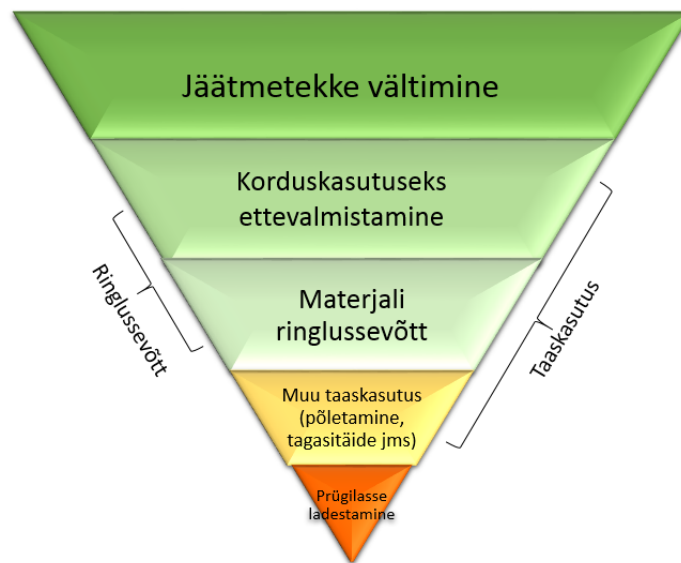 Jäätmetekke vältimine
Korduskasutuseks
ettevalmistamine
Ringlussevõtt
Materjali
ringlussevõtt
Taaskasutus
Muu taaskasutus
(põletamine,
tagasitäide jms)
Prügilasse
ladestamine